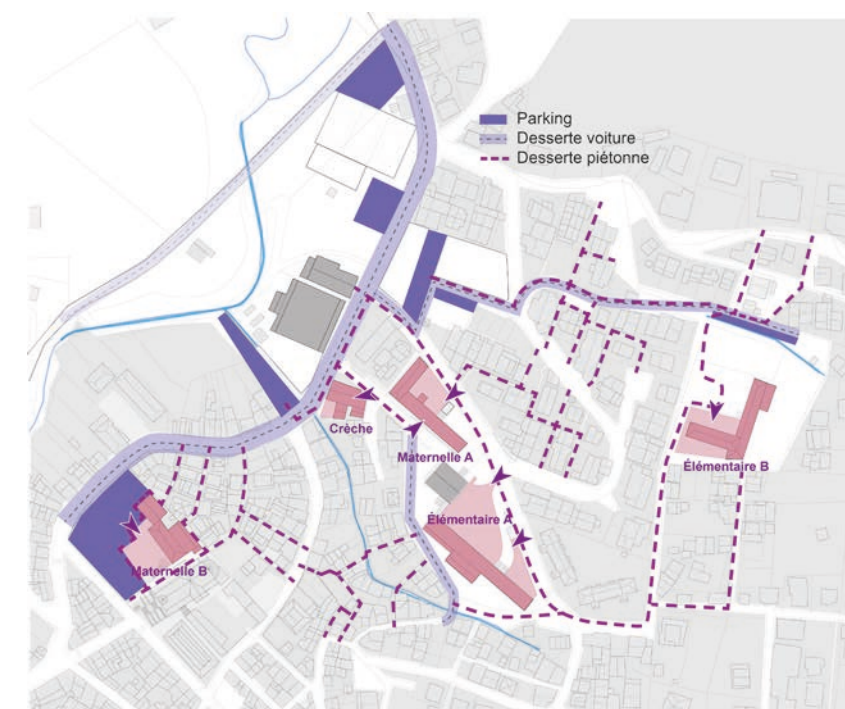 Parking
Desserte voiture
Desserte piétonne
Crèche
Maternelle A
Élémentaire B
Élémentaire A
Maternelle B